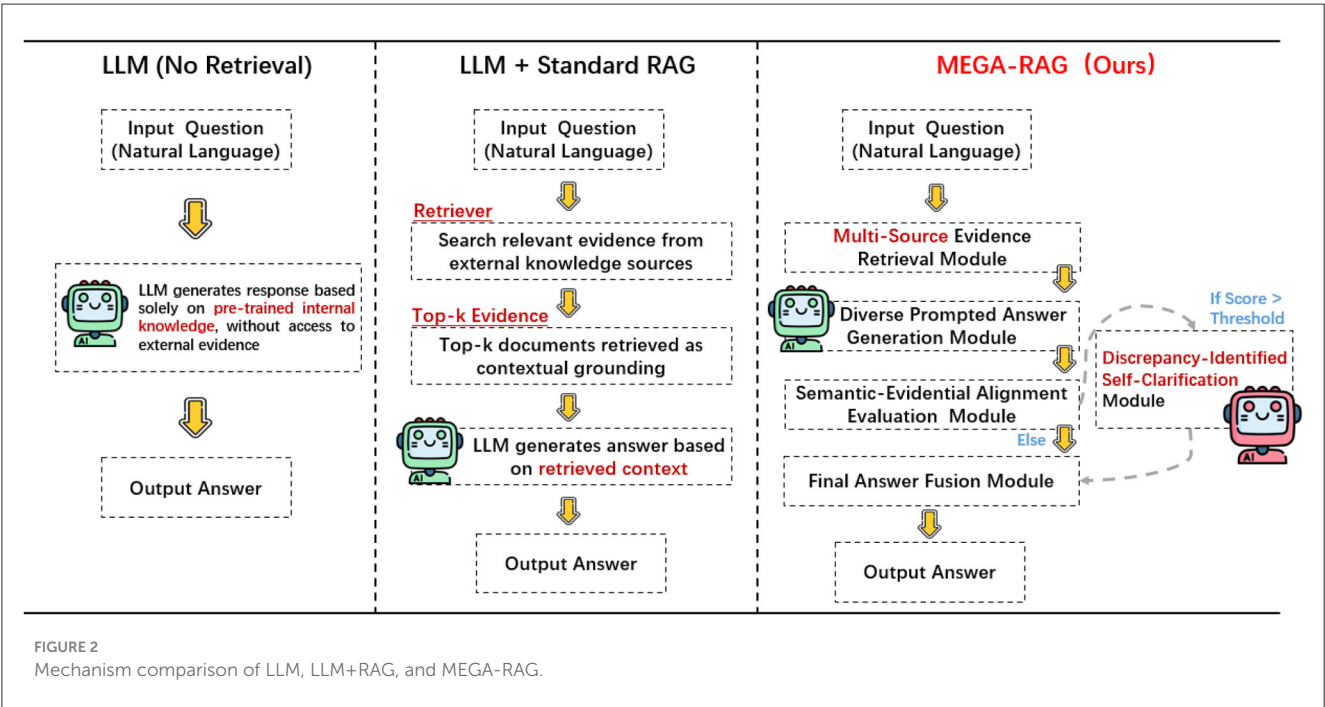 LLM (No Retrieval)
Input Question
(Natural Language)
LLM generates response based
solely on pre-trained internal
knowledge, without access to
external evidence
AI
Output Answer
LLM + Standard RAG
Input Question
(Natural Language)
Retriever
Search relevant evidence from
external knowledge sources
Top-k Evidence
Top-k documents retrieved as
contextual grounding
LLM generates answer based
on retrieved context
AI
Output Answer
MEGA-RAG（Ours）
Input Question
(Natural Language)
Multi-Source Evidence
Retrieval Module
Diverse Prompted Answer
Generation Module
AI
Semantic-Evidential Alignment
Evaluation Module
If Score >
Threshold
Discrepancy-Identified
Self-Clarification
Module
AI
Else
Final Answer Fusion Module
Output Answer
FIGURE 2
Mechanism comparison of LLM, LLM+RAG, and MEGA-RAG.